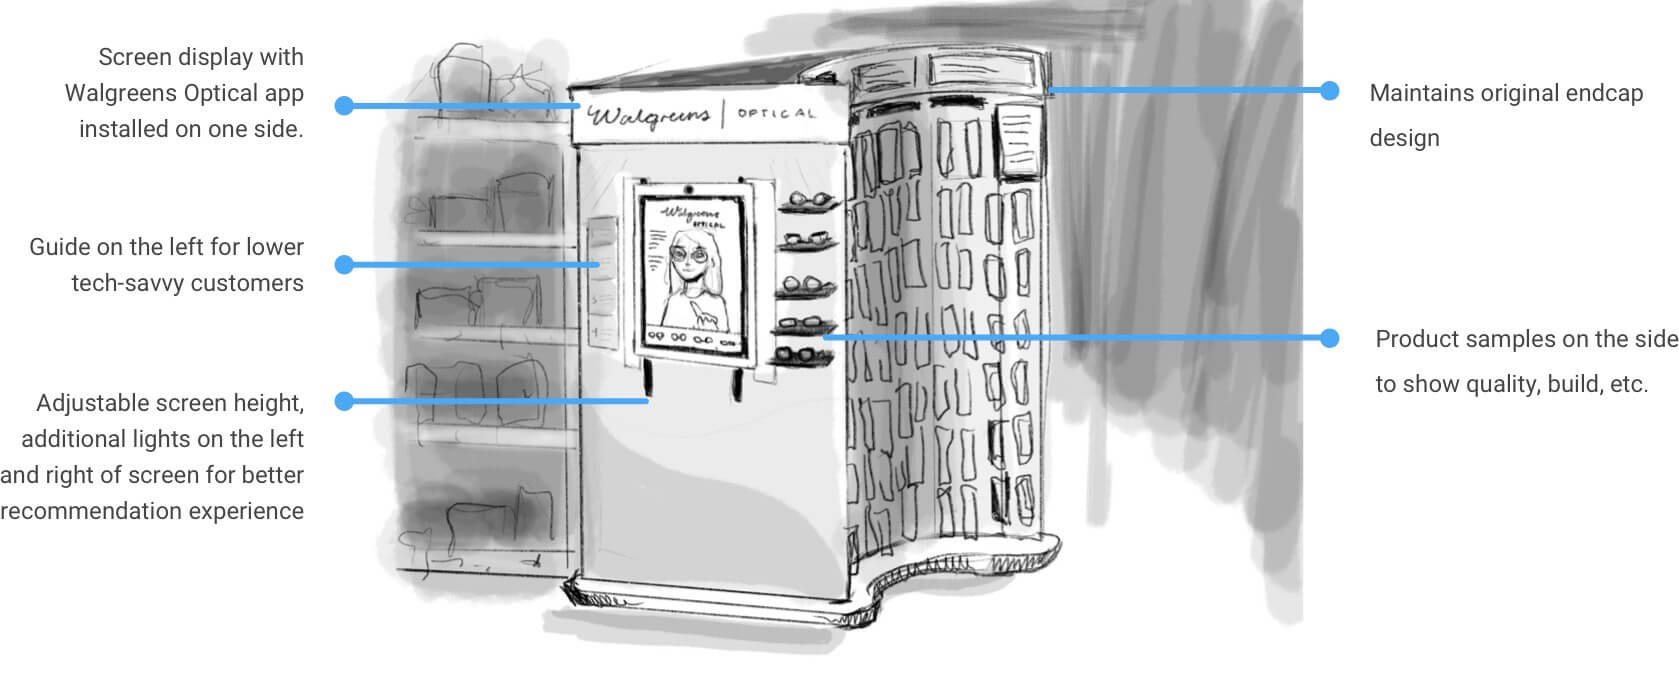 Screen display with
Walgreens Optical app
installed on one side.
Guide on the left for lower
tech-savvy customers
Adjustable screen height,
additional lights on the left
and right of screen for better
recommendation experience
Walgreens | OPTICAL
Walgreens
OPTICAL
Maintains original endcap
design
Product samples on the side
to show quality, build, etc.